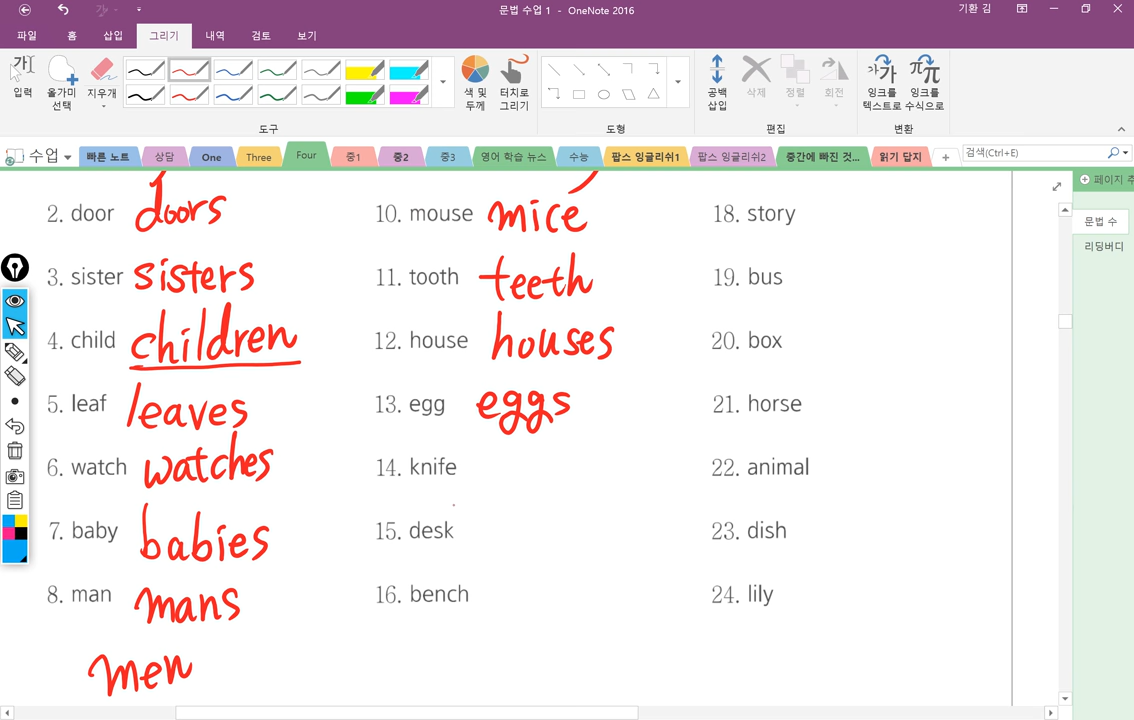 문법 수업 1 - OneNote 2016
기환 김
파일 홈 삽입 그리기 내역 검토 보기
가
입력
올가미 선택
지우개
색 및 두께
터치로 그리기
공백 삽입
삭제
정렬
회전
잉크를 텍스트로
잉크를 수식으로
도구
도형
편집
변환
수업
빠른 노트 상담 One Three Four 중1 중2 중3 영어 학습 뉴스 수능 팝스 잉글리쉬1 팝스 잉글리쉬2 중간에 빠진 것... 읽기 답지 +
검색(Ctrl+E)
페이지 추
문법 수
리딩버디
2. door doors
3. sister sisters
4. child children
5. leaf leaves
6. watch watches
7. baby babies
8. man mans
men
10. mouse mice
11. tooth teeth
12. house houses
13. egg eggs
14. knife
15. desk
16. bench
18. story
19. bus
20. box
21. horse
22. animal
23. dish
24. lily